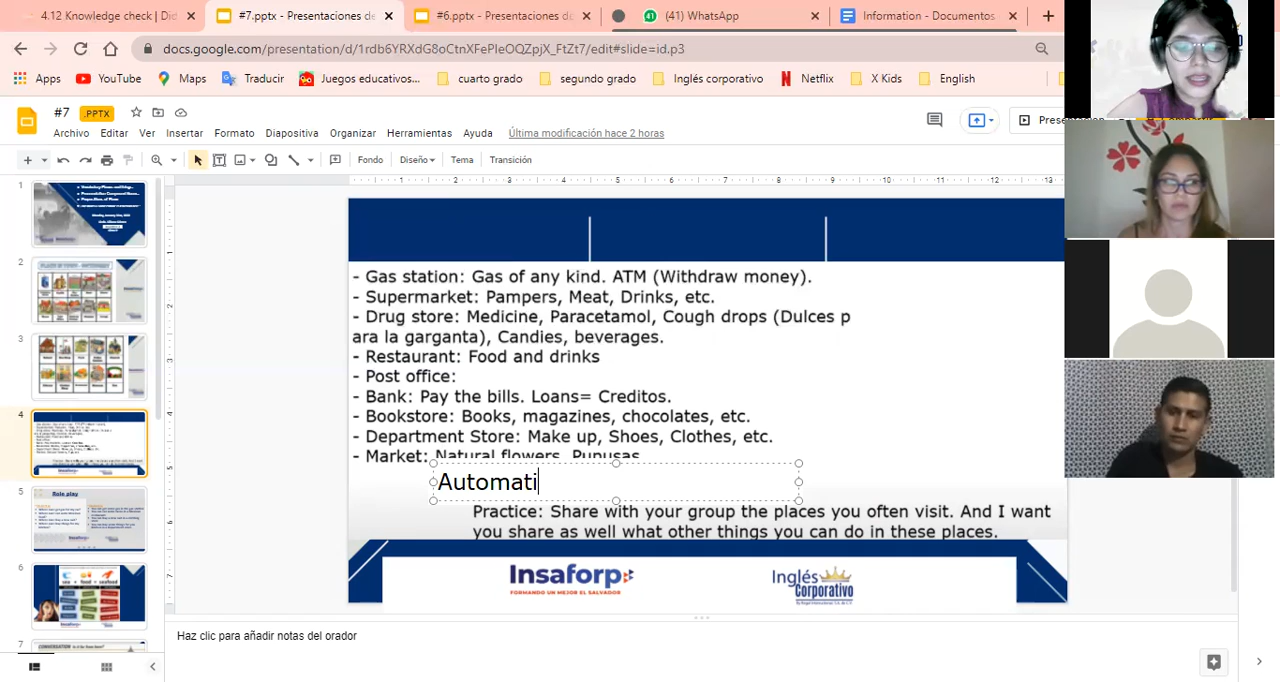 4.12 Knowledge check | Did
#7.pptx - Presentaciones de
#6.pptx - Presentaciones de
(41) WhatsApp
Information - Documentos
docs.google.com/presentation/d/1rdb6YRXdG8oCtnXFePleOQZpjX_FtZt7/edit#slide=id.p3
Apps YouTube Maps Traducir Juegos educativos... cuarto grado segundo grado Inglés corporativo Netflix X Kids English
#7 .PPTX
Archivo Editar Ver Insertar Formato Diapositiva Organizar Herramientas Ayuda Última modificación hace 2 horas
Fondo Diseño Tema Transición
- Gas station: Gas of any kind. ATM (Withdraw money).
- Supermarket: Pampers, Meat, Drinks, etc.
- Drug store: Medicine, Paracetamol, Cough drops (Dulces p
ara la garganta), Candies, beverages.
- Restaurant: Food and drinks
- Post office:
- Bank: Pay the bills. Loans= Creditos.
- Bookstore: Books, magazines, chocolates, etc.
- Department Store: Make up, Shoes, Clothes, etc.
- Market: Natural flowers, Pupusas
Automati
Practice: Share with your group the places you often visit. And I want
you share as well what other things you can do in these places.
Insaforp
FORMANDO UN MEJOR EL SALVADOR
Inglés
Corporativo
Haz clic para añadir notas del orador